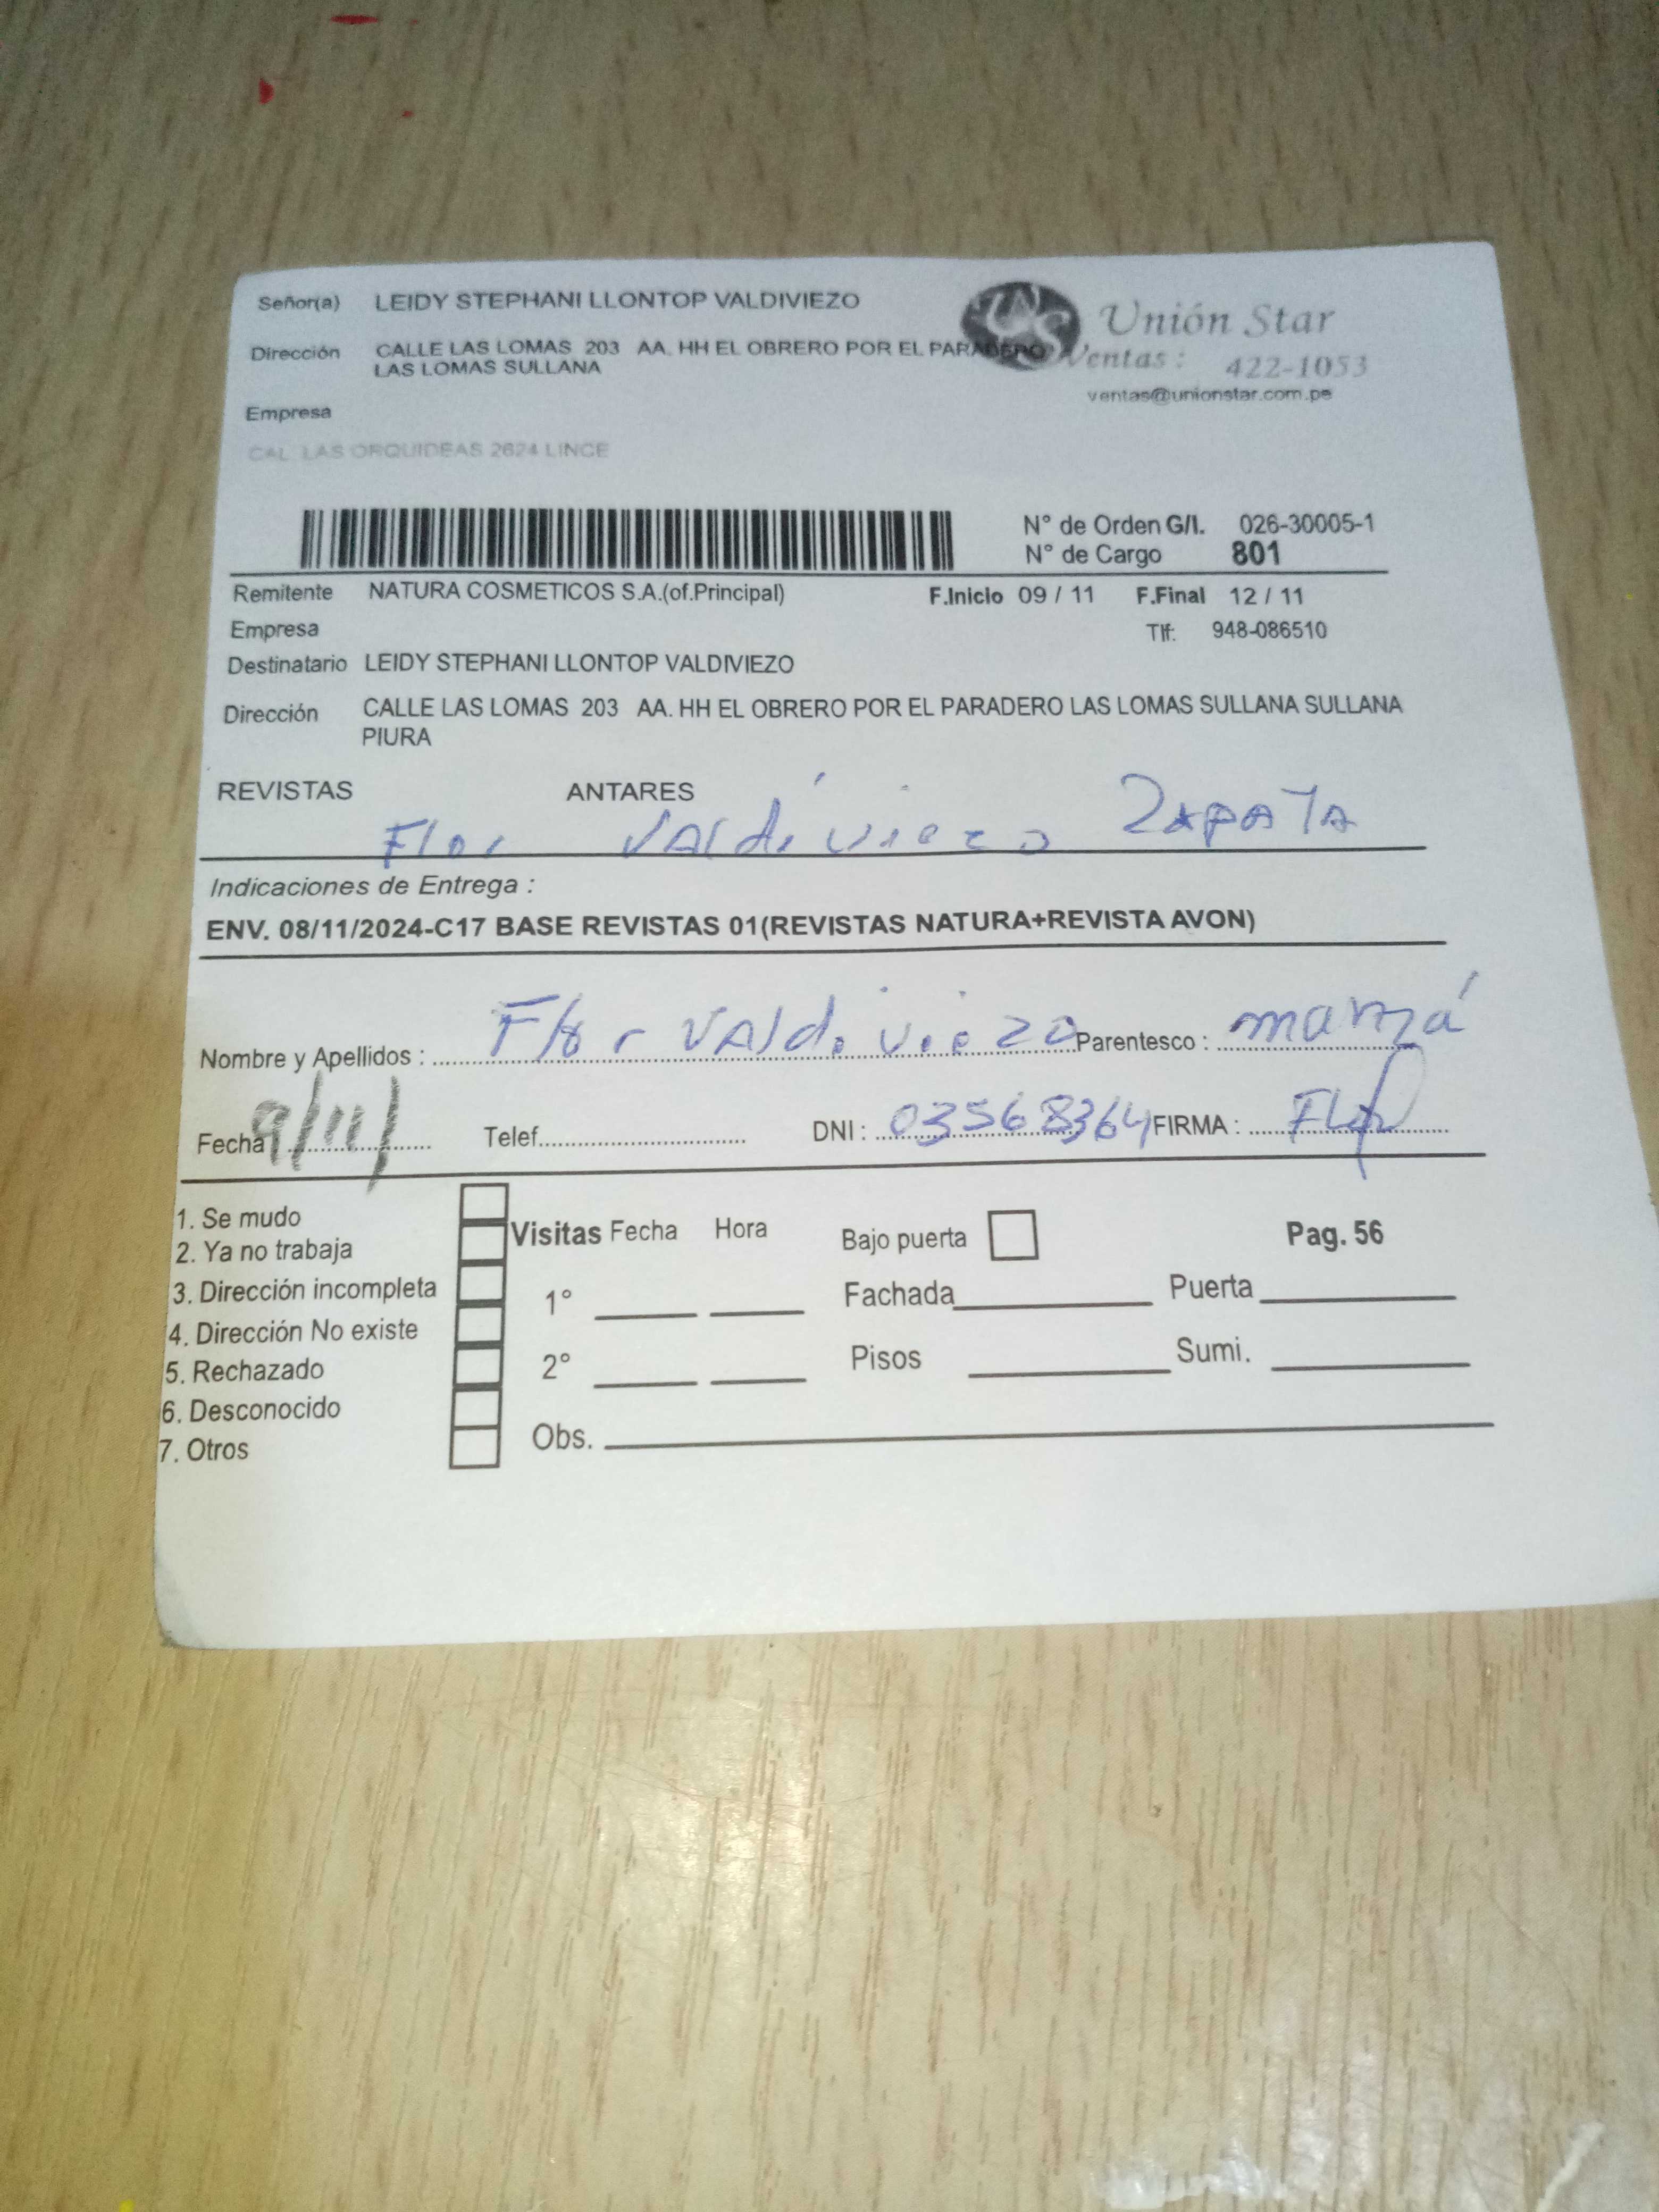 Señor(a) LEIDY STEPHANI LLONTOP VALDIVIEZO
Unión Star
Dirección CALLE LAS LOMAS 203 AA. HH EL OBRERO POR EL PARADERO
LAS LOMAS SULLANA
Ventas : 422-1053
ventas@unionstar.com.pe
Empresa
CAL. LAS ORQUIDEAS 2624 LINCE
N° de Orden G/I. 026-30005-1
N° de Cargo 801
Remitente NATURA COSMETICOS S.A.(of.Principal) F.Inicio 09 / 11 F.Final 12 / 11
Empresa Tlf: 948-086510
Destinatario LEIDY STEPHANI LLONTOP VALDIVIEZO
Dirección CALLE LAS LOMAS 203 AA. HH EL OBRERO POR EL PARADERO LAS LOMAS SULLANA SULLANA
PIURA
REVISTAS ANTARES
Flor Valdiviezo Zapata
Indicaciones de Entrega :
ENV. 08/11/2024-C17 BASE REVISTAS 01(REVISTAS NATURA+REVISTA AVON)
Nombre y Apellidos : Flor Valdiviezo Parentesco : mamá
Fecha 9/11/ Telef. DNI : 03568364 FIRMA : Flor
1. Se mudo
2. Ya no trabaja
3. Dirección incompleta
4. Dirección No existe
5. Rechazado
6. Desconocido
7. Otros
Visitas Fecha Hora Bajo puerta Pag. 56
1° Fachada Puerta
2° Pisos Sumi.
Obs.